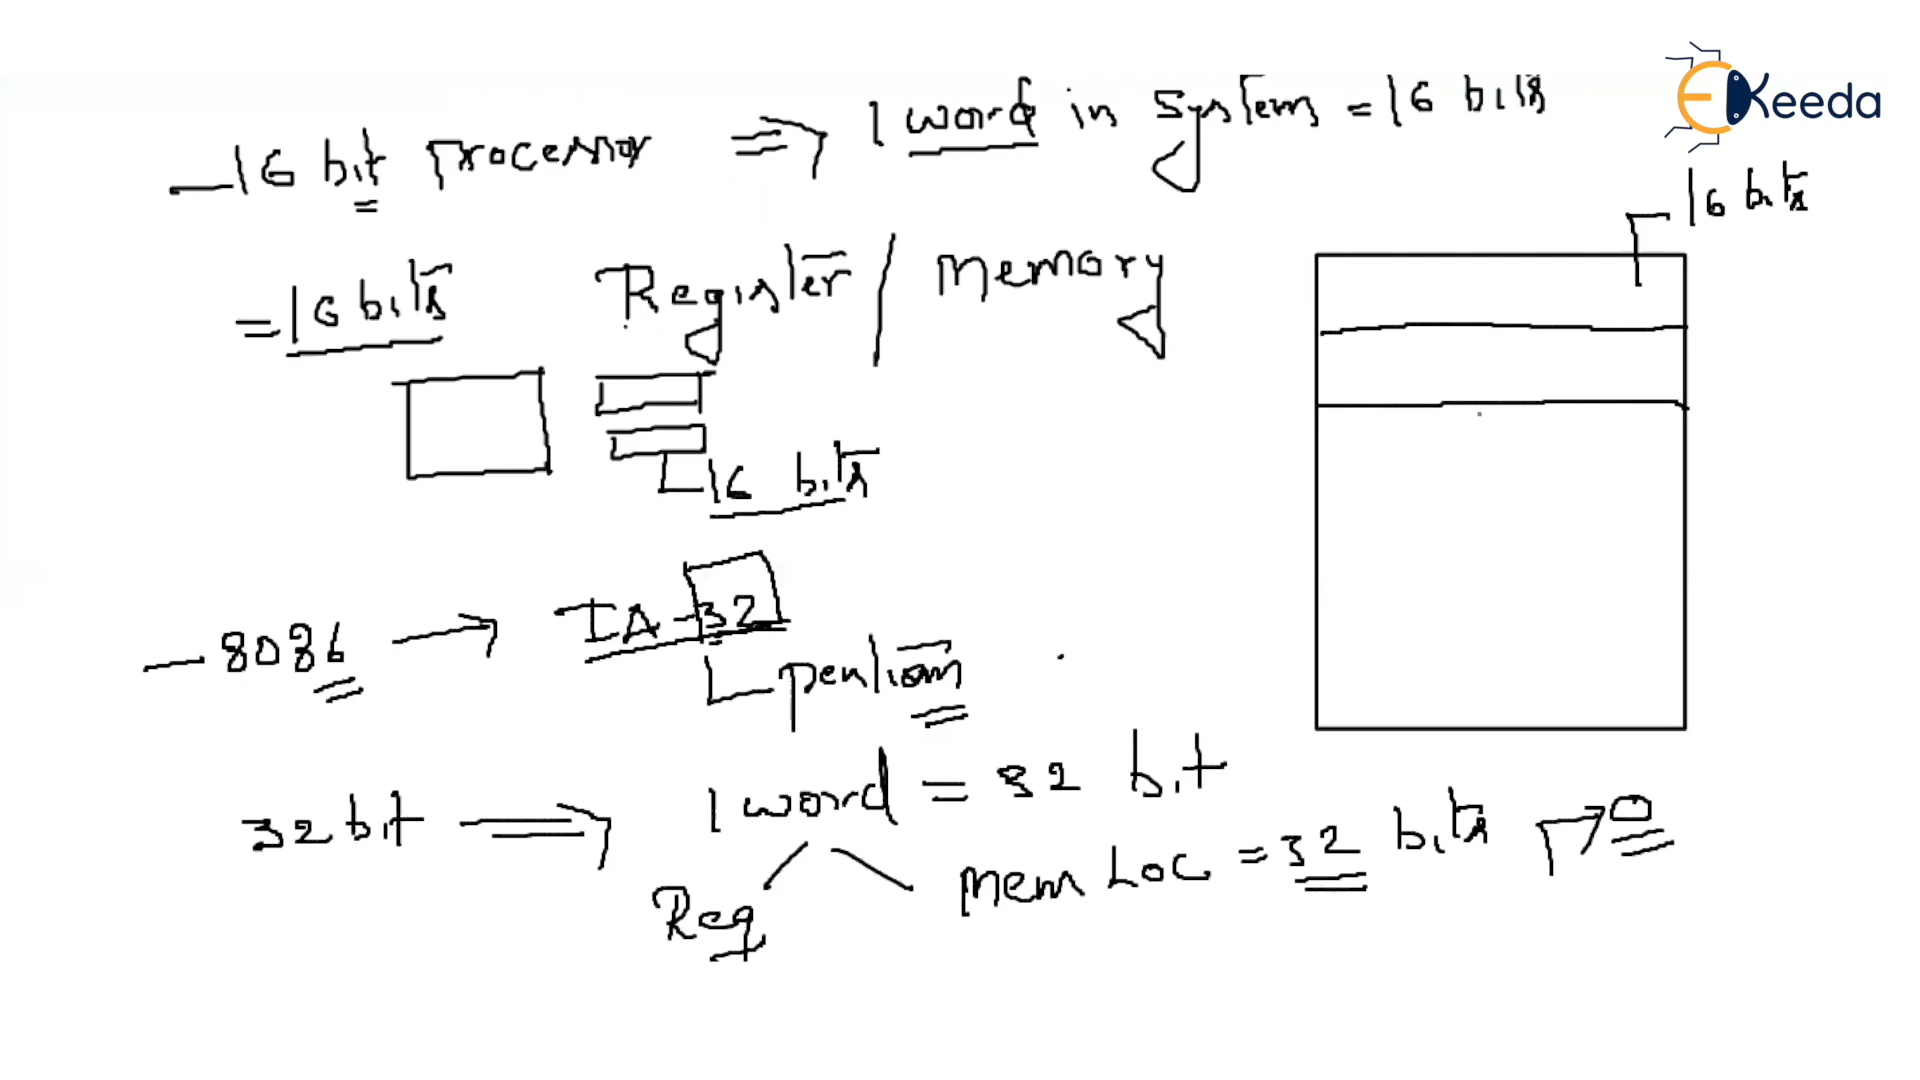 EKeeda
— 16 bit processor ⇒ 1 word in system = 16 bits
16 bits
= 16 bits Register / Memory
16 bits
— 8086 → IA-32
pentium
32 bit ⇒ 1 word = 32 bit
Reg mem Loc = 32 bits